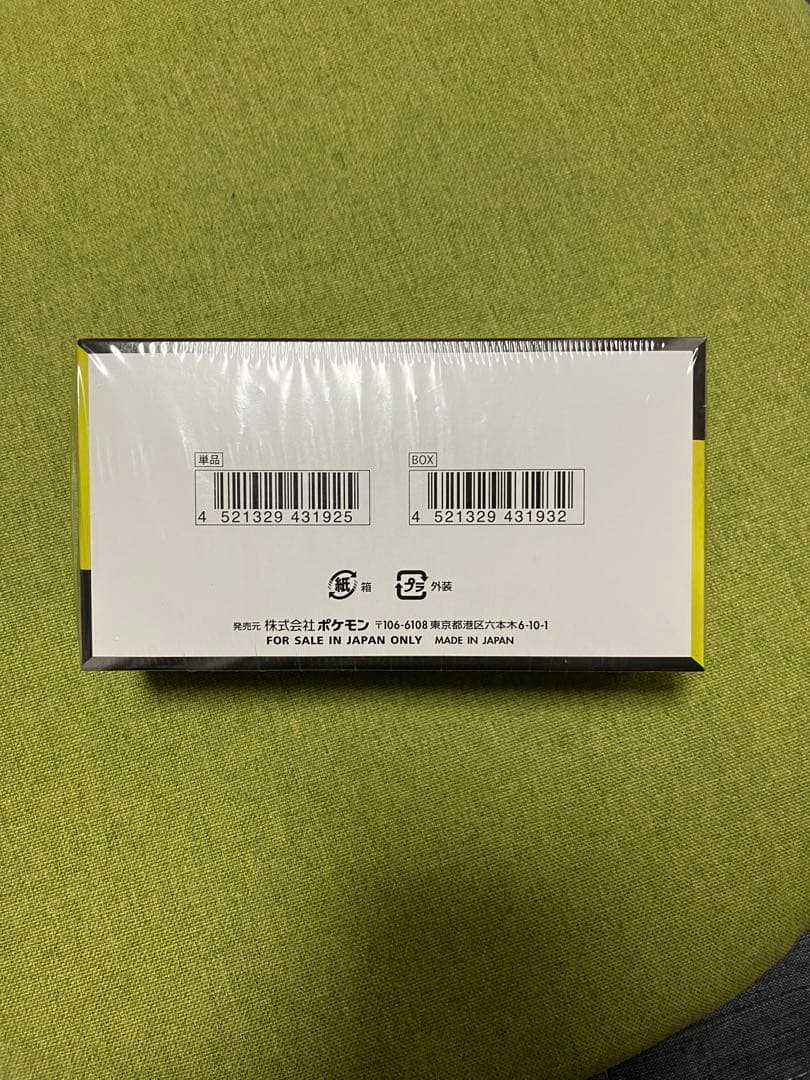 単品
4 521329 431925
BOX
4 521329 431932
紙 箱
プラ 外装
発売元 株式会社ポケモン 〒106-6108 東京都港区六本木6-10-1
FOR SALE IN JAPAN ONLY MADE IN JAPAN